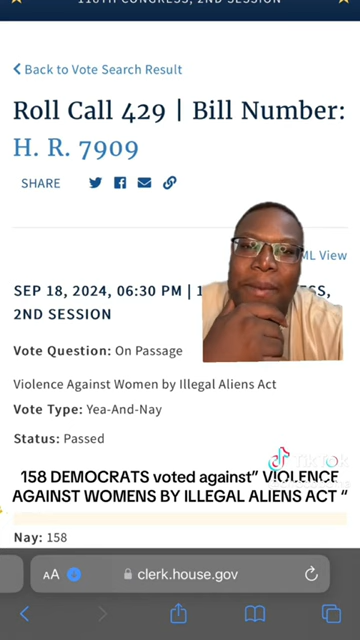 118TH CONGRESS, 2ND SESSION
Back to Vote Search Result
Roll Call 429 | Bill Number:
H. R. 7909
SHARE
ML View
SEP 18, 2024, 06:30 PM | 1 SS,
2ND SESSION
Vote Question: On Passage
Violence Against Women by Illegal Aliens Act
Vote Type: Yea-And-Nay
Status: Passed
TikTok
158 DEMOCRATS voted against” VIOLENCE
AGAINST WOMENS BY ILLEGAL ALIENS ACT “
Nay: 158
AA clerk.house.gov